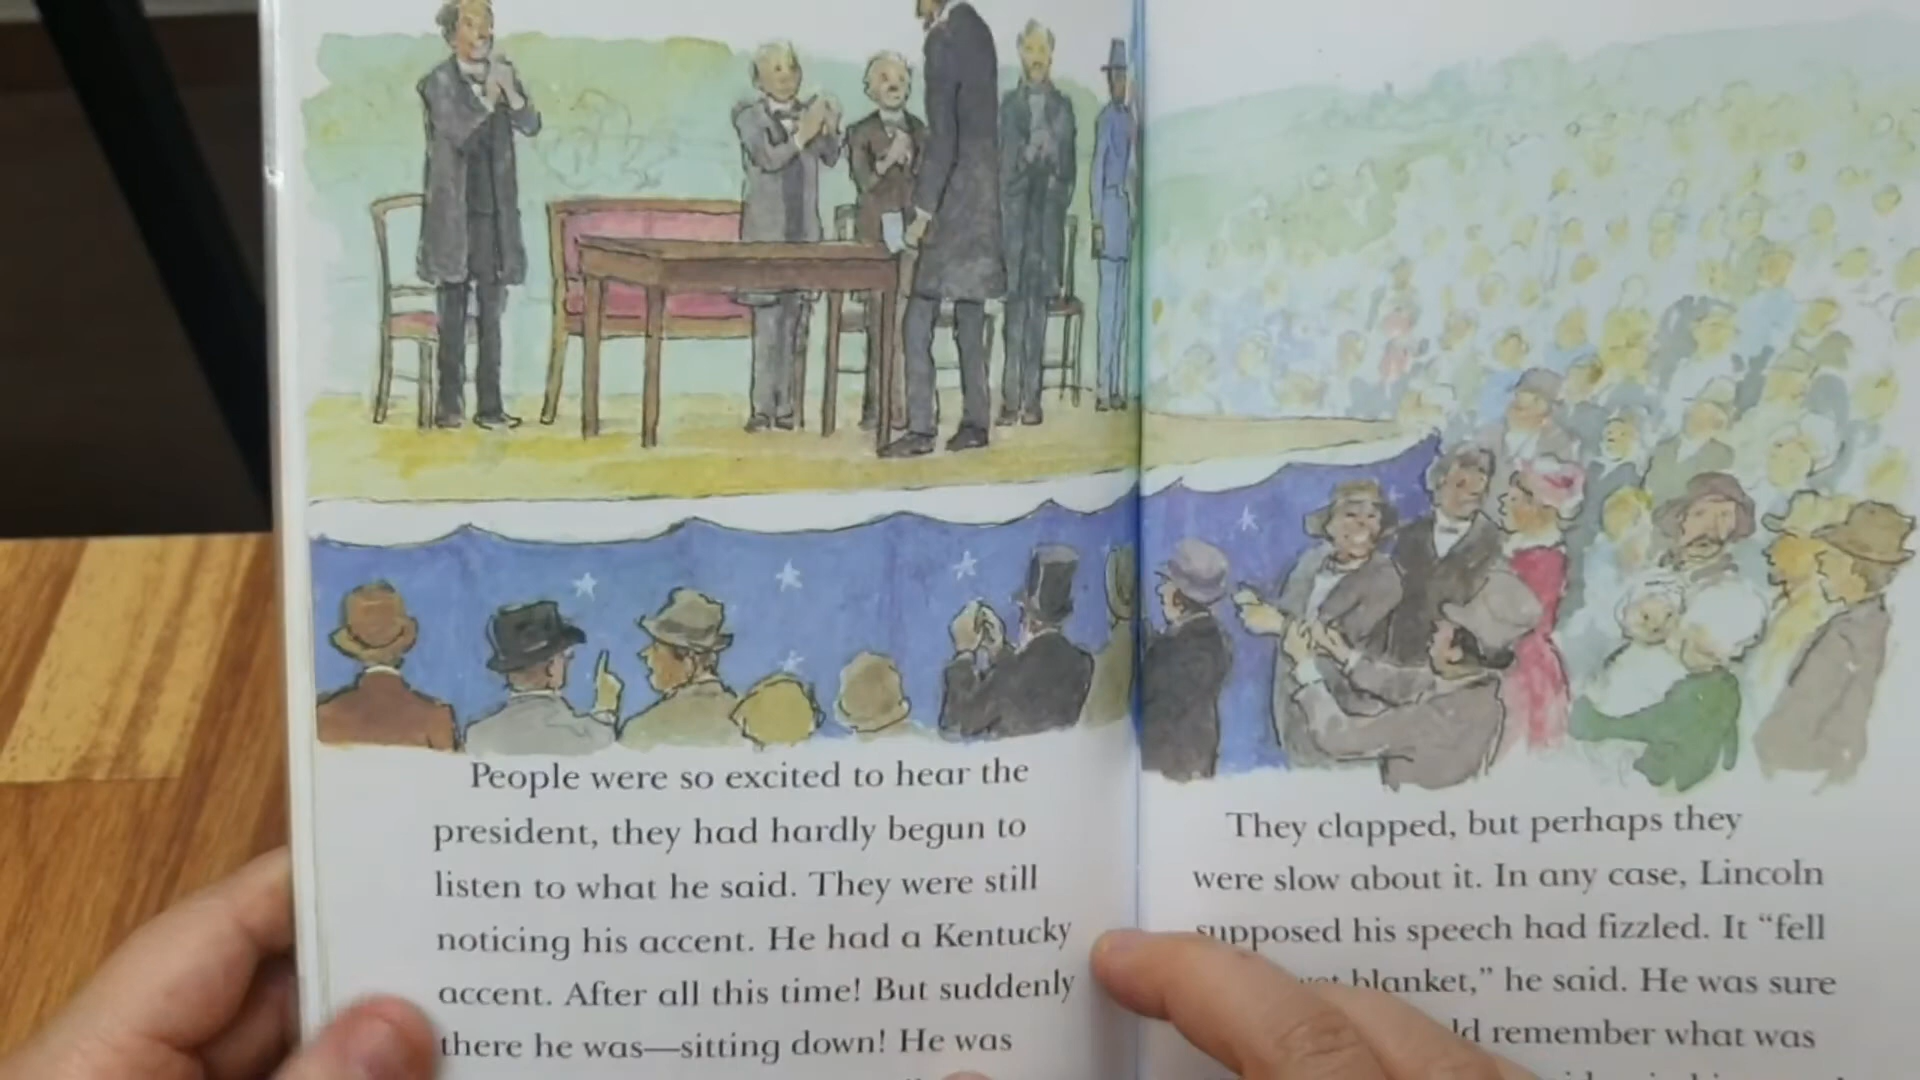 People were so excited to hear the
president, they had hardly begun to
listen to what he said. They were still
noticing his accent. He had a Kentucky
accent. After all this time! But suddenly
there he was—sitting down! He was
They clapped, but perhaps they
were slow about it. In any case, Lincoln
supposed his speech had fizzled. It “fell
blanket,” he said. He was sure
remember what was